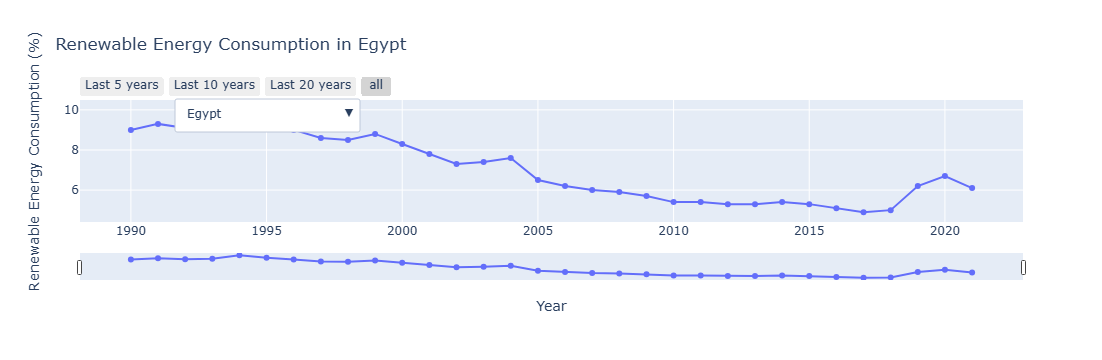 Renewable Energy Consumption in Egypt
Last 5 years Last 10 years Last 20 years all
Egypt ▼
Renewable Energy Consumption (%)
10
8
6
1990 1995 2000 2005 2010 2015 2020
Year